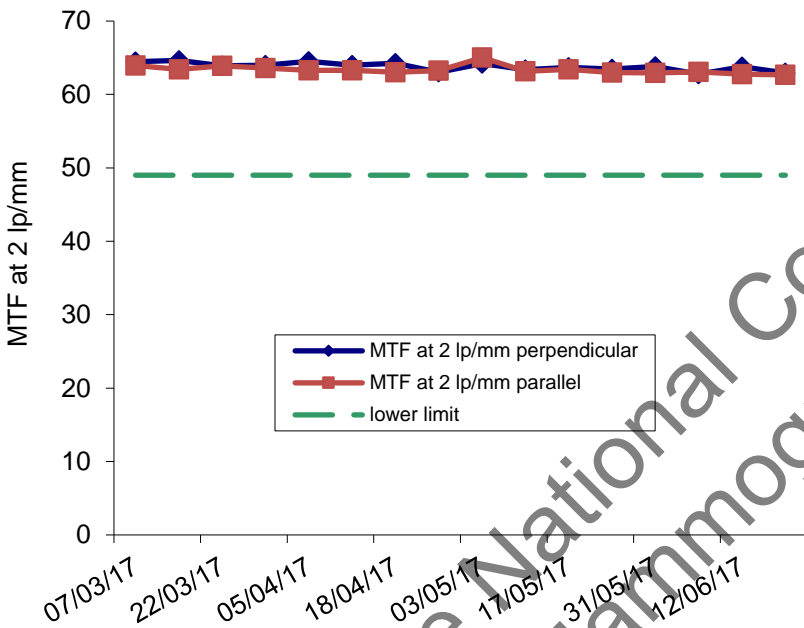 70
60
50
40
30
20
10
0
MTF at 2 lp/mm
MTF at 2 lp/mm perpendicular
MTF at 2 lp/mm parallel
lower limit
07/03/17 22/03/17 05/04/17 18/04/17 03/05/17 17/05/17 31/05/17 12/06/17
National Co